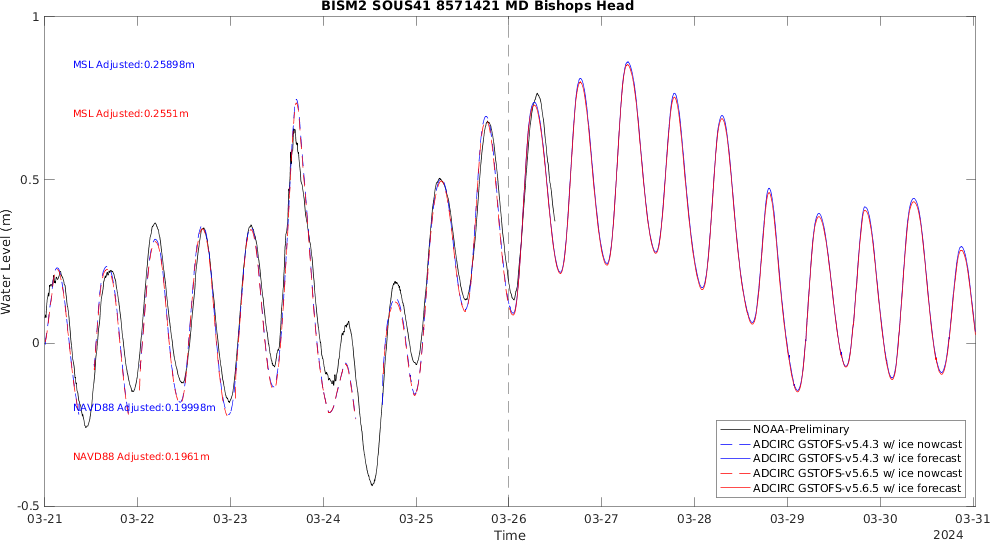 BISM2 SOUS41 8571421 MD Bishops Head
1
MSL Adjusted:0.25898m
MSL Adjusted:0.2551m
0.5
Water Level (m)
0
NAVD88 Adjusted:0.19998m
NAVD88 Adjusted:0.1961m
-0.5
NOAA-Preliminary
ADCIRC GSTOFS-v5.4.3 w/ ice nowcast
ADCIRC GSTOFS-v5.4.3 w/ ice forecast
ADCIRC GSTOFS-v5.6.5 w/ ice nowcast
ADCIRC GSTOFS-v5.6.5 w/ ice forecast
03-21 03-22 03-23 03-24 03-25 03-26 03-27 03-28 03-29 03-30 03-31
Time
2024